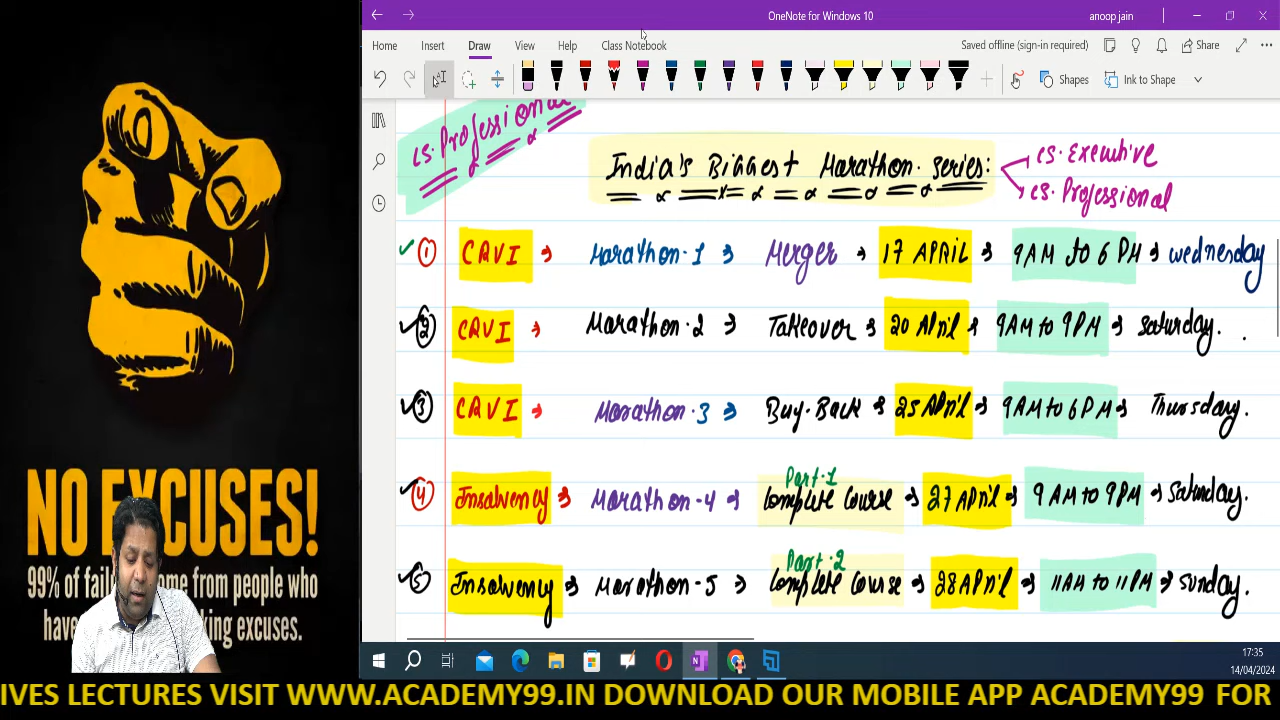 OneNote for Windows 10
anoop jain
Home Insert Draw View Help Class Notebook
Saved offline (sign-in required)
Share
Shapes
Ink to Shape
CS. Professional
India's Biggest Marathon Series:
CS. Executive
CS. Professional
① CRVI → Marathon-1 → Merger → 17 APRIL → 9AM to 6 PM → Wednesday
② CRVI → Marathon-2 → Takeover → 20 April → 9AM to 9PM → Saturday.
③ CRVI → Marathon-3 → Buy-Back → 25 April → 9AM to 6PM → Thursday.
Part-1
④ Insolvency → Marathon-4 → Complete Course → 27 April → 9AM to 9PM → Saturday.
Part-2
⑤ Insolvency → Marathon-5 → Complete Course → 28 April → 11AM to 11PM → Sunday.
NO EXCUSES!
99% of fail ome from people who
have king excuses.
17:35
14/04/2024
IVES LECTURES VISIT WWW.ACADEMY99.IN DOWNLOAD OUR MOBILE APP ACADEMY99 FOR